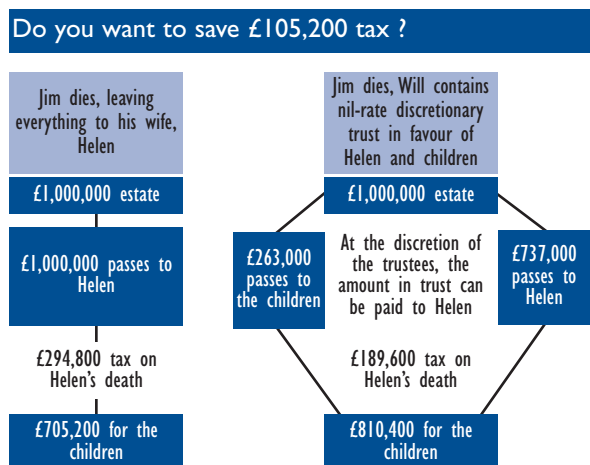 Do you want to save £105,200 tax ?
Jim dies, leaving
everything to his wife,
Helen
£1,000,000 estate
£1,000,000 passes to
Helen
£294,800 tax on
Helen's death
£705,200 for the
children
Jim dies, Will contains
nil-rate discretionary
trust in favour of
Helen and children
£1,000,000 estate
£263,000
passes to
the children
At the discretion of
the trustees, the
amount in trust can
be paid to Helen
£737,000
passes to
Helen
£189,600 tax on
Helen's death
£810,400 for the
children